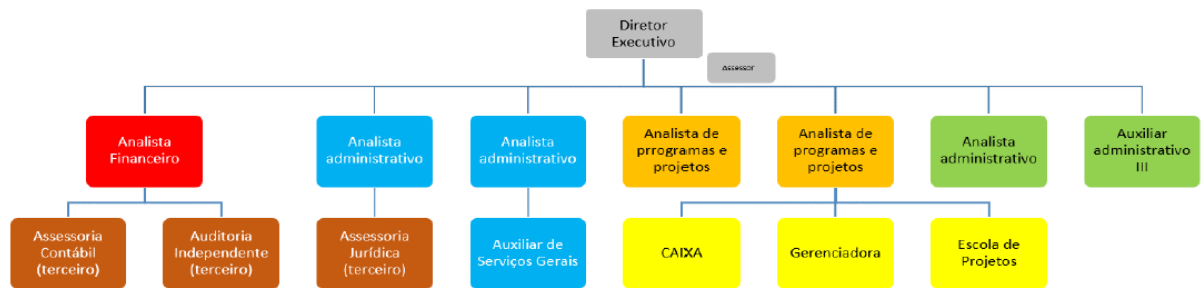 Diretor
Executivo
Assessor
Analista
Financeiro
Analista
administrativo
Analista
administrativo
Analista de
prrogramas e
projetos
Analista de
programas e
projetos
Analista
administrativo
Auxiliar
administrativo
III
Assessoria
Contábil
(terceiro)
Auditoria
Independente
(terceiro)
Assessoria
Jurídica
(terceiro)
Auxiliar de
Serviços Gerais
CAIXA
Gerenciadora
Escola de
Projetos